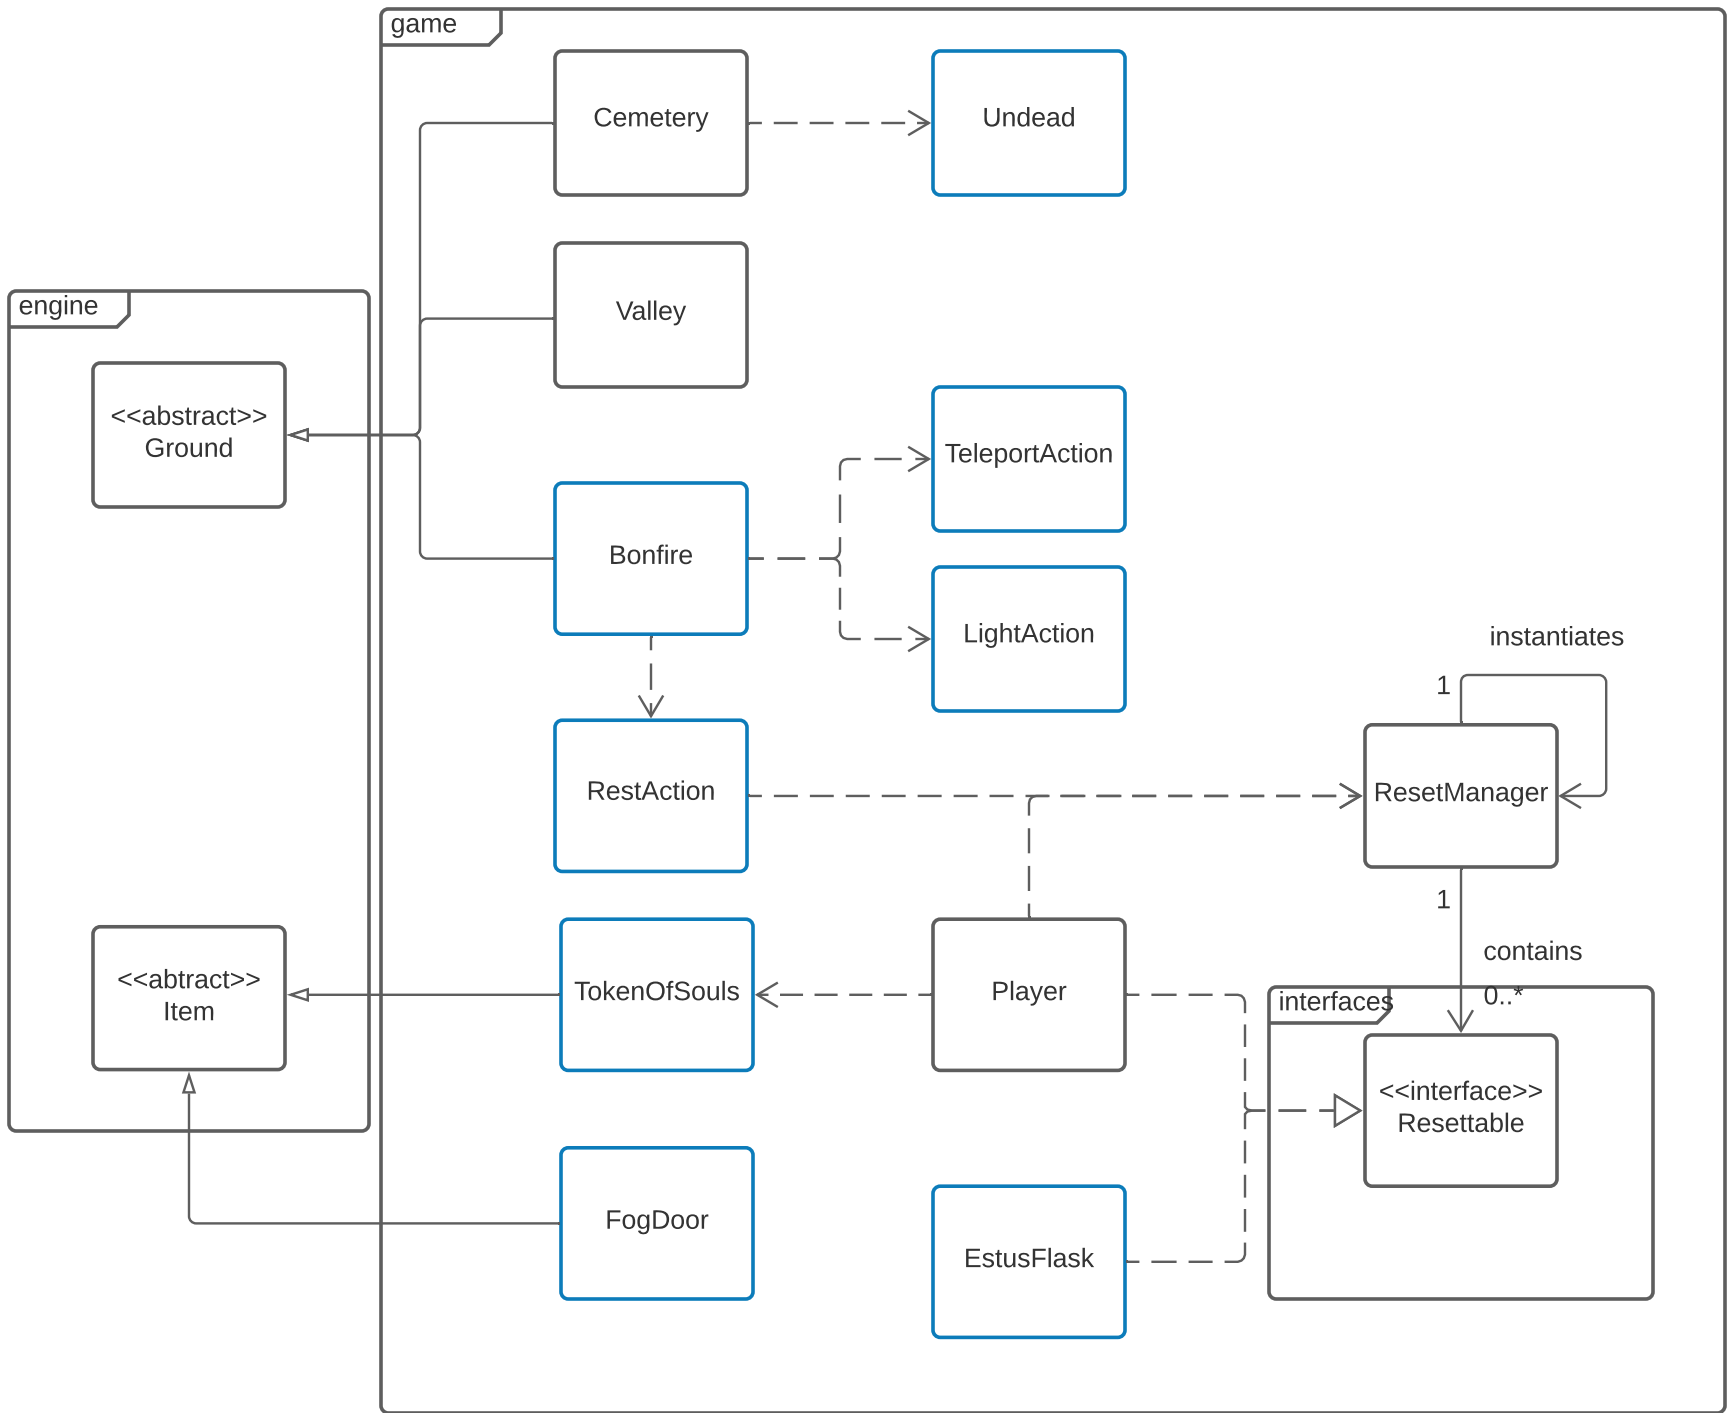 game
Cemetery
Undead
Valley
engine
<<abstract>>
Ground
TeleportAction
Bonfire
LightAction
instantiates
1
RestAction
ResetManager
1
contains
0..*
<<abtract>>
Item
TokenOfSouls
Player
interfaces
<<interface>>
Resettable
FogDoor
EstusFlask